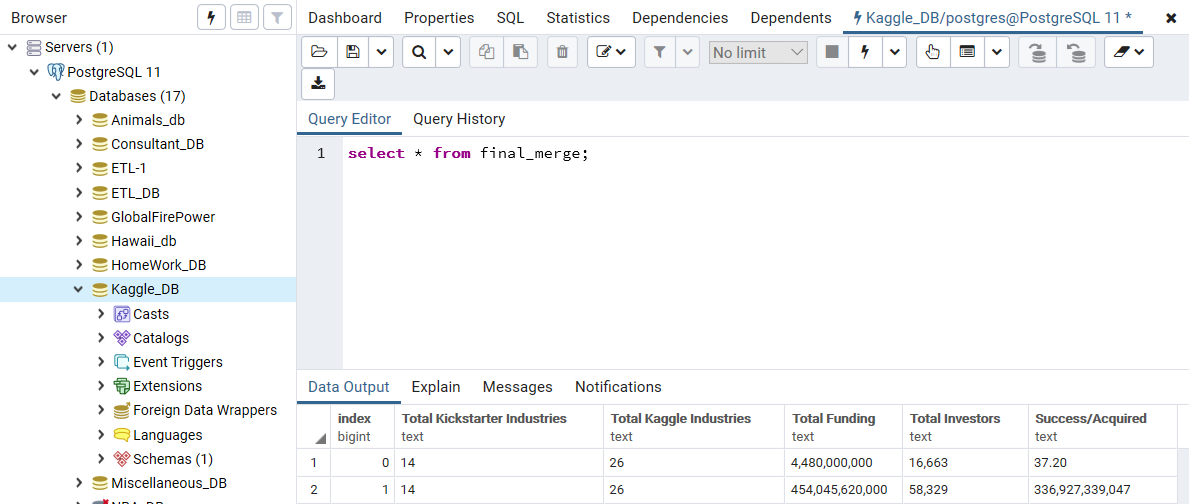 Browser
Servers (1)
PostgreSQL 11
Databases (17)
Animals_db
Consultant_DB
ETL-1
ETL_DB
GlobalFirePower
Hawaii_db
HomeWork_DB
Kaggle_DB
Casts
Catalogs
Event Triggers
Extensions
Foreign Data Wrappers
Languages
Schemas (1)
Miscellaneous_DB
Dashboard Properties SQL Statistics Dependencies Dependents Kaggle_DB/postgres@PostgreSQL 11 *
No limit
Query Editor Query History
1 select * from final_merge;
Data Output Explain Messages Notifications
index Total Kickstarter Industries Total Kaggle Industries Total Funding Total Investors Success/Acquired
bigint text text text text text
1 0 14 26 4,480,000,000 16,663 37.20
2 1 14 26 454,045,620,000 58,329 336,927,339,047